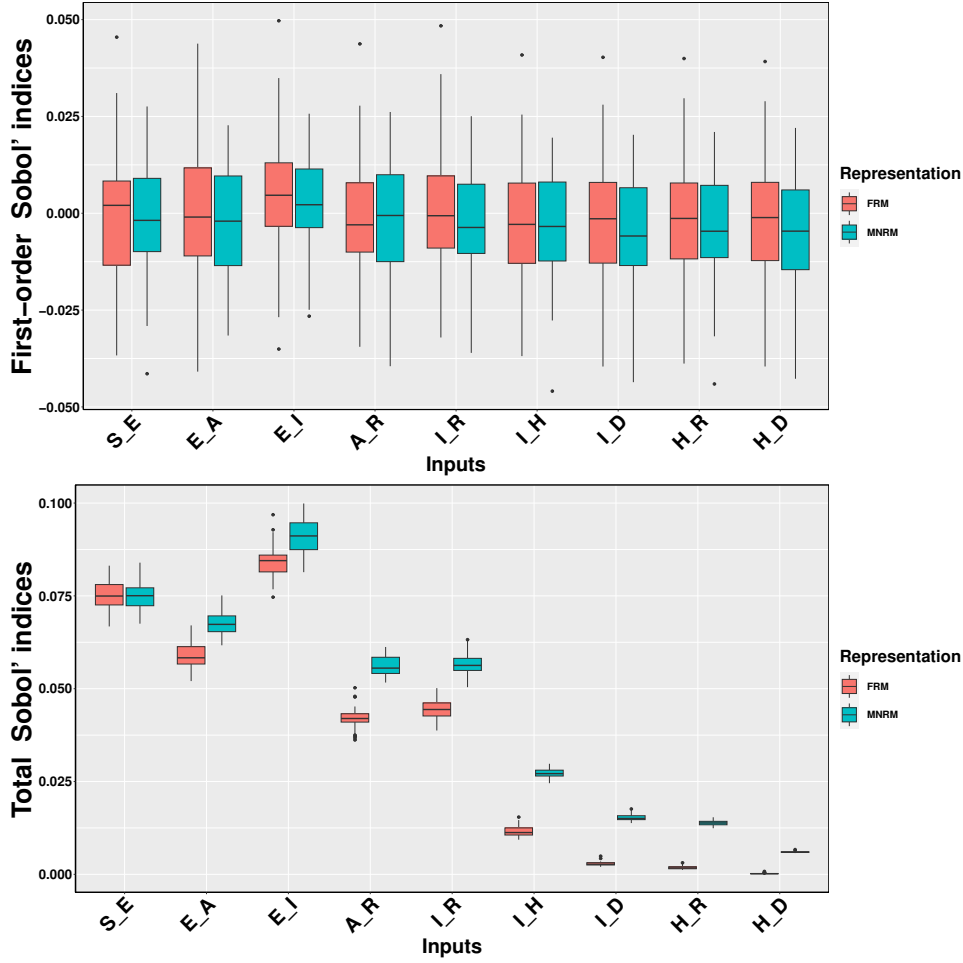 First−order Sobol' indices
0.050
0.025
0.000
−0.025
−0.050
S_E E_A E_I A_R I_R I_H I_D H_R H_D
Inputs
Representation
FRM
MNRM
Total Sobol' indices
0.100
0.075
0.050
0.025
0.000
S_E E_A E_I A_R I_R I_H I_D H_R H_D
Inputs
Representation
FRM
MNRM